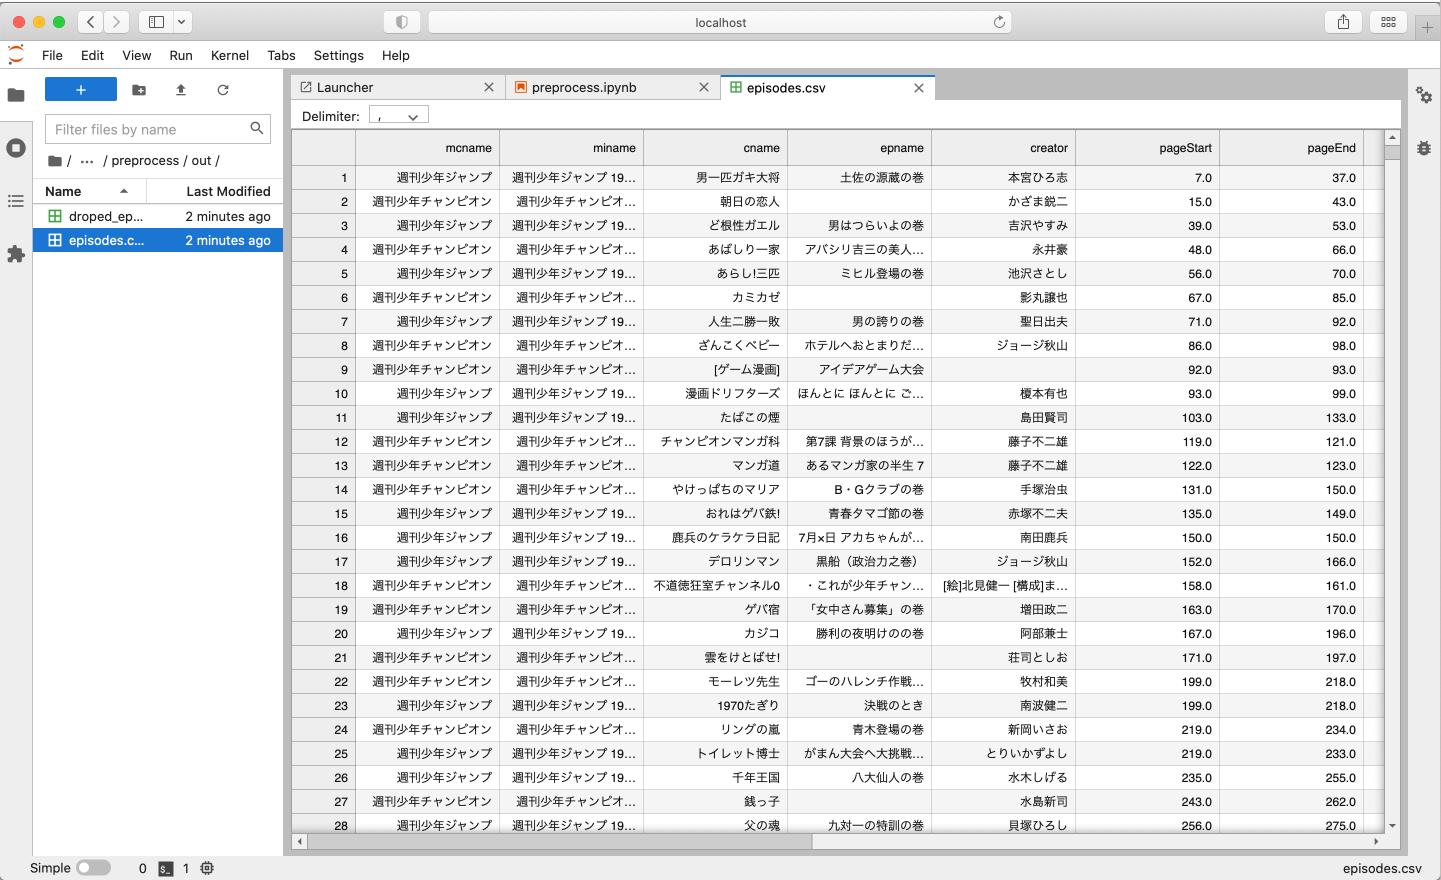 localhost
File Edit View Run Kernel Tabs Settings Help
Launcher preprocess.ipynb episodes.csv
Filter files by name
/ ··· / preprocess / out /
Name Last Modified
droped_ep... 2 minutes ago
episodes.c... 2 minutes ago
Delimiter: ,
mcname miname cname epname creator pageStart pageEnd
1 週刊少年ジャンプ 週刊少年ジャンプ 19... 男一匹ガキ大将 土佐の源蔵の巻 本宮ひろ志 7.0 37.0
2 週刊少年チャンピオン 週刊少年チャンピオ... 朝日の恋人 かざま鋭二 15.0 43.0
3 週刊少年ジャンプ 週刊少年ジャンプ 19... ど根性ガエル 男はつらいよの巻 吉沢やすみ 39.0 53.0
4 週刊少年チャンピオン 週刊少年チャンピオ... あばしり一家 アバシリ吉三の美人... 永井豪 48.0 66.0
5 週刊少年ジャンプ 週刊少年ジャンプ 19... あらし!三匹 ミヒル登場の巻 池沢さとし 56.0 70.0
6 週刊少年チャンピオン 週刊少年チャンピオ... カミカゼ 影丸譲也 67.0 85.0
7 週刊少年ジャンプ 週刊少年ジャンプ 19... 人生二勝一敗 男の誇りの巻 聖日出夫 71.0 92.0
8 週刊少年チャンピオン 週刊少年チャンピオ... ざんこくベビー ホテルへおとまりだ... ジョージ秋山 86.0 98.0
9 週刊少年チャンピオン 週刊少年チャンピオ... [ゲーム漫画] アイデアゲーム大会 92.0 93.0
10 週刊少年ジャンプ 週刊少年ジャンプ 19... 漫画ドリフターズ ほんとに ほんとに ご... 榎本有也 93.0 99.0
11 週刊少年ジャンプ 週刊少年ジャンプ 19... たばこの煙 島田賢司 103.0 133.0
12 週刊少年チャンピオン 週刊少年チャンピオ... チャンピオンマンガ科 第7課 背景のほうが... 藤子不二雄 119.0 121.0
13 週刊少年チャンピオン 週刊少年チャンピオ... マンガ道 あるマンガ家の半生 7 藤子不二雄 122.0 123.0
14 週刊少年チャンピオン 週刊少年チャンピオ... やけっぱちのマリア B・Gクラブの巻 手塚治虫 131.0 150.0
15 週刊少年ジャンプ 週刊少年ジャンプ 19... おれはゲバ鉄! 青春タマゴ節の巻 赤塚不二夫 135.0 149.0
16 週刊少年ジャンプ 週刊少年ジャンプ 19... 鹿兵のケラケラ日記 7月×日 アカちゃんが... 南田鹿兵 150.0 150.0
17 週刊少年ジャンプ 週刊少年ジャンプ 19... デロリンマン 黒船（政治力之巻） ジョージ秋山 152.0 166.0
18 週刊少年チャンピオン 週刊少年チャンピオ... 不道徳狂室チャンネル0 ・これが少年チャン... [絵]北見健一 [構成]ま... 158.0 161.0
19 週刊少年チャンピオン 週刊少年チャンピオ... ゲバ宿 「女中さん募集」の巻 増田政二 163.0 170.0
20 週刊少年ジャンプ 週刊少年ジャンプ 19... カジコ 勝利の夜明けのの巻 阿部兼士 167.0 196.0
21 週刊少年チャンピオン 週刊少年チャンピオ... 雲をけとばせ! 荘司としお 171.0 197.0
22 週刊少年チャンピオン 週刊少年チャンピオ... モーレツ先生 ゴーのハレンチ作戦... 牧村和美 199.0 218.0
23 週刊少年ジャンプ 週刊少年ジャンプ 19... 1970たぎり 決戦のとき 南波健二 199.0 218.0
24 週刊少年チャンピオン 週刊少年チャンピオ... リングの嵐 青木登場の巻 新岡いさお 219.0 234.0
25 週刊少年ジャンプ 週刊少年ジャンプ 19... トイレット博士 がまん大会へ大挑戦... とりいかずよし 219.0 233.0
26 週刊少年ジャンプ 週刊少年ジャンプ 19... 千年王国 八大仙人の巻 水木しげる 235.0 255.0
27 週刊少年チャンピオン 週刊少年チャンピオ... 銭っ子 水島新司 243.0 262.0
28 週刊少年ジャンプ 週刊少年ジャンプ 19... 父の魂 九対一の特訓の巻 貝塚ひろし 256.0 275.0
Simple 0 $_ 1 episodes.csv